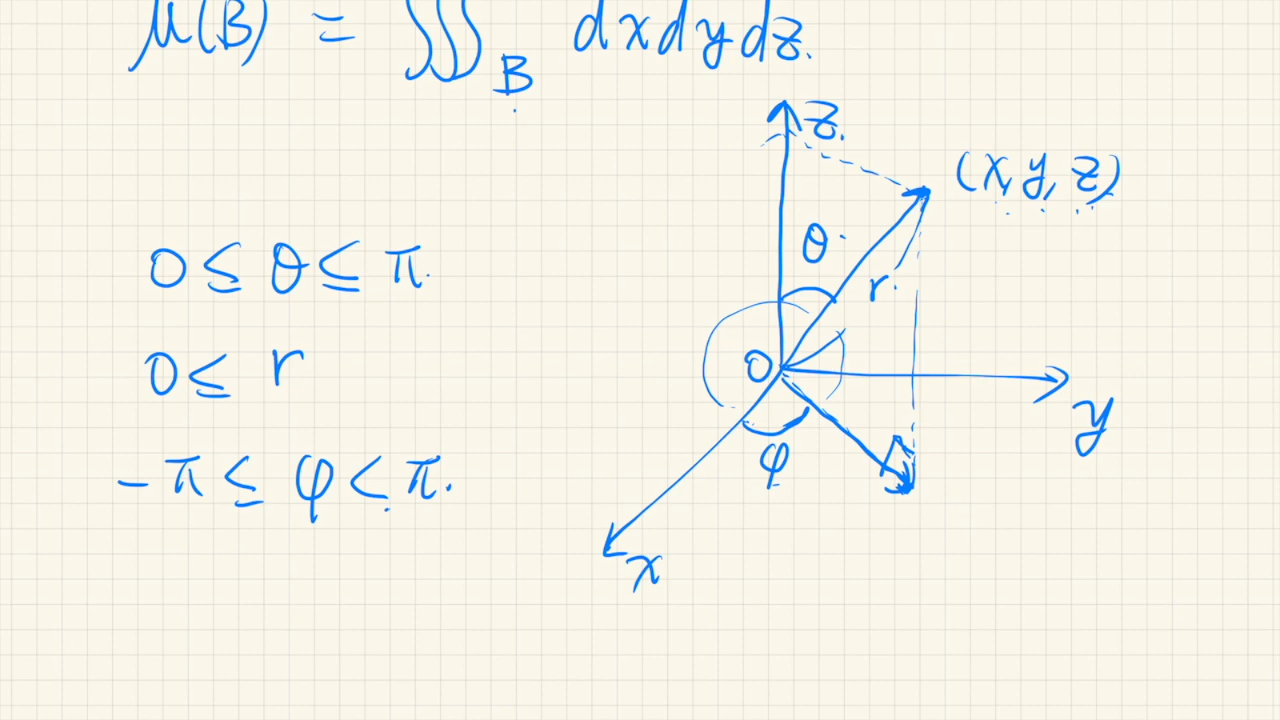 μ(B) = ∭_B dxdydz.
z.
(x, y, z)
θ
0 ≤ θ ≤ π.
r.
0 ≤ r
O
y
φ
-π ≤ φ < π.
x